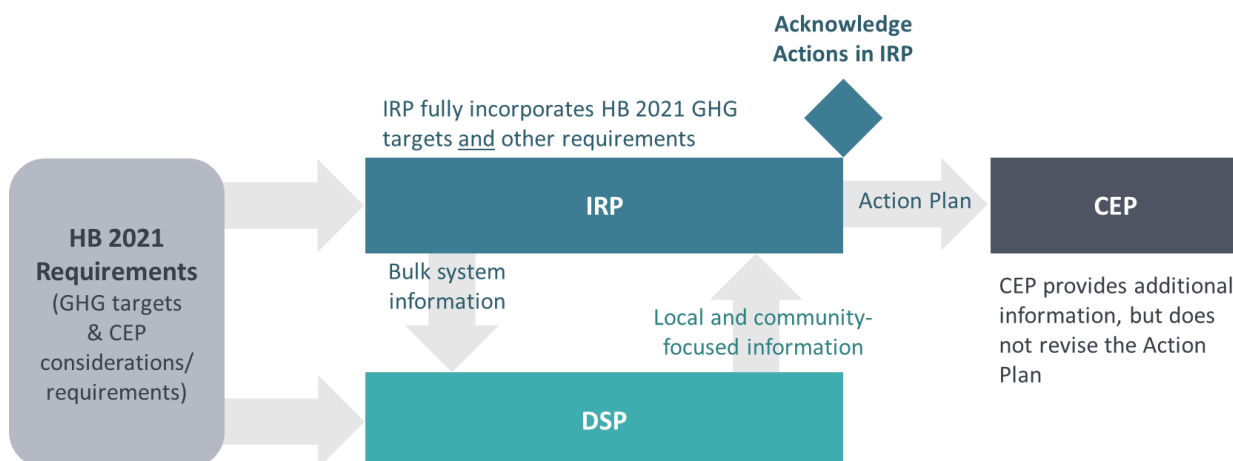 Acknowledge
Actions in IRP
IRP fully incorporates HB 2021 GHG
targets and other requirements
HB 2021
Requirements
(GHG targets
& CEP
considerations/
requirements)
IRP
Action Plan
CEP
Bulk system
information
Local and community-
focused information
CEP provides additional
information, but does
not revise the Action
Plan
DSP